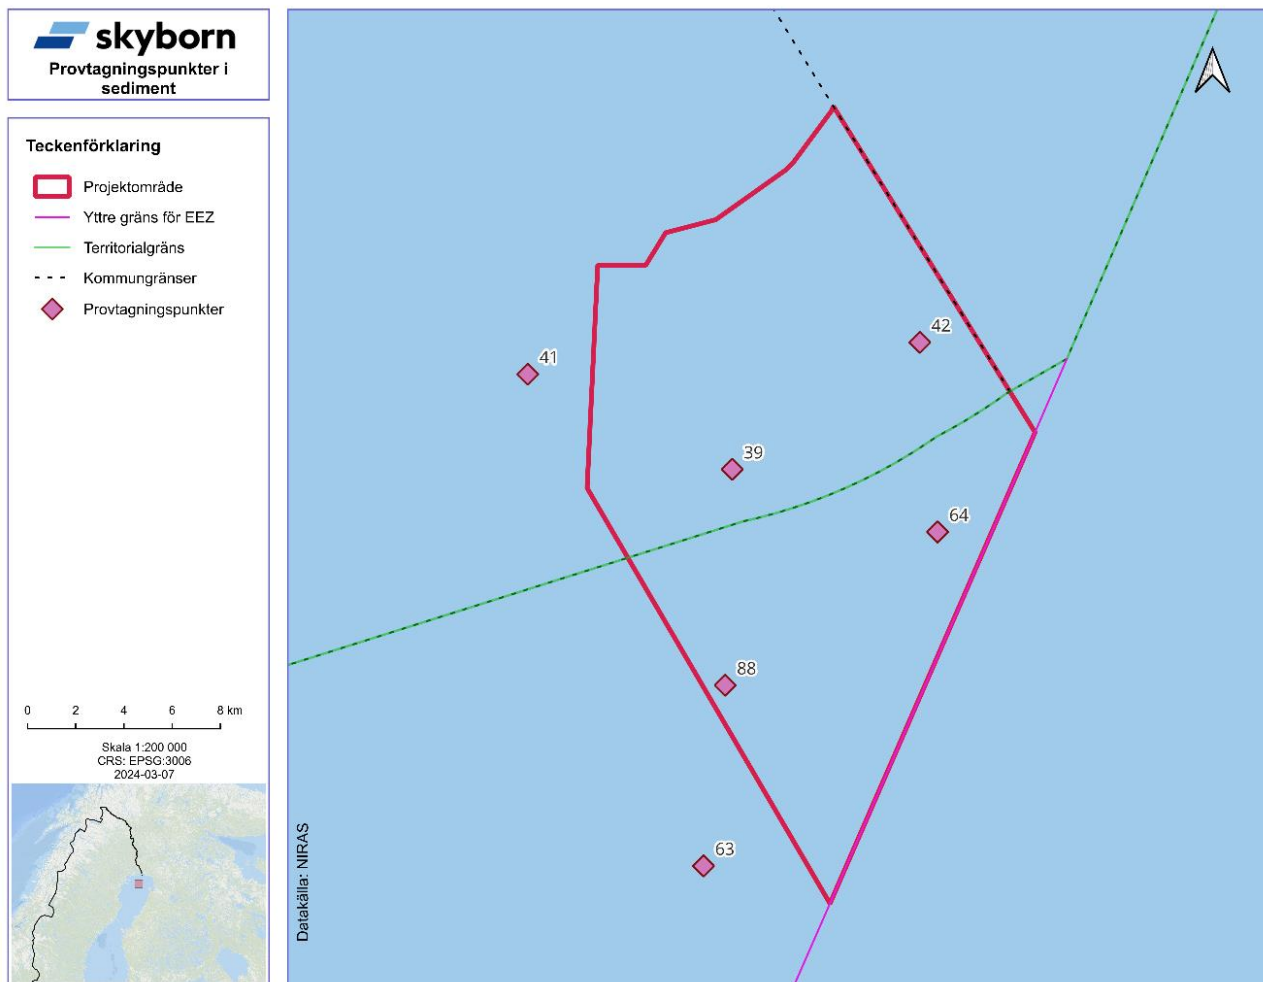 skyborn
Provtagningspunkter i
sediment
Teckenförklaring
Projektområde
Yttre gräns för EEZ
Territorialgräns
Kommungränser
Provtagningspunkter
0 2 4 6 8 km
Skala 1:200 000
CRS: EPSG:3006
2024-03-07
42
41
39
64
88
63
Datakälla: NIRAS